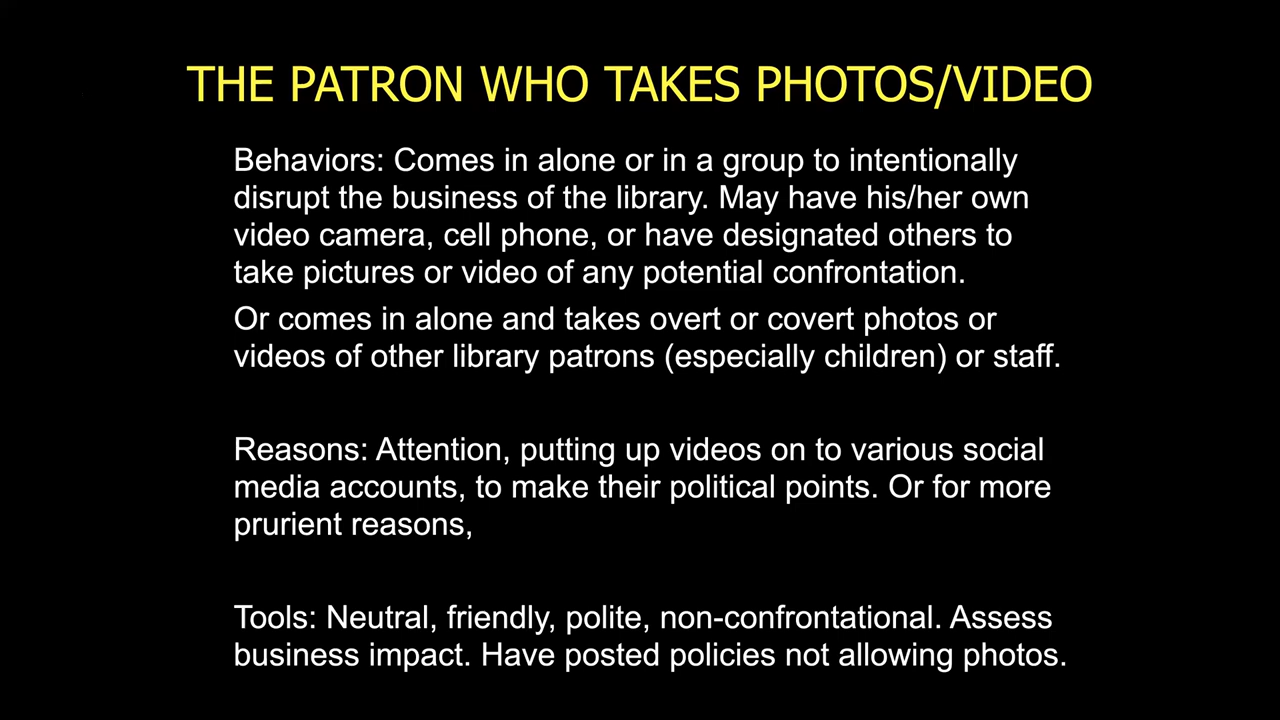 THE PATRON WHO TAKES PHOTOS/VIDEO
Behaviors: Comes in alone or in a group to intentionally
disrupt the business of the library. May have his/her own
video camera, cell phone, or have designated others to
take pictures or video of any potential confrontation.
Or comes in alone and takes overt or covert photos or
videos of other library patrons (especially children) or staff.
Reasons: Attention, putting up videos on to various social
media accounts, to make their political points. Or for more
prurient reasons,
Tools: Neutral, friendly, polite, non-confrontational. Assess
business impact. Have posted policies not allowing photos.